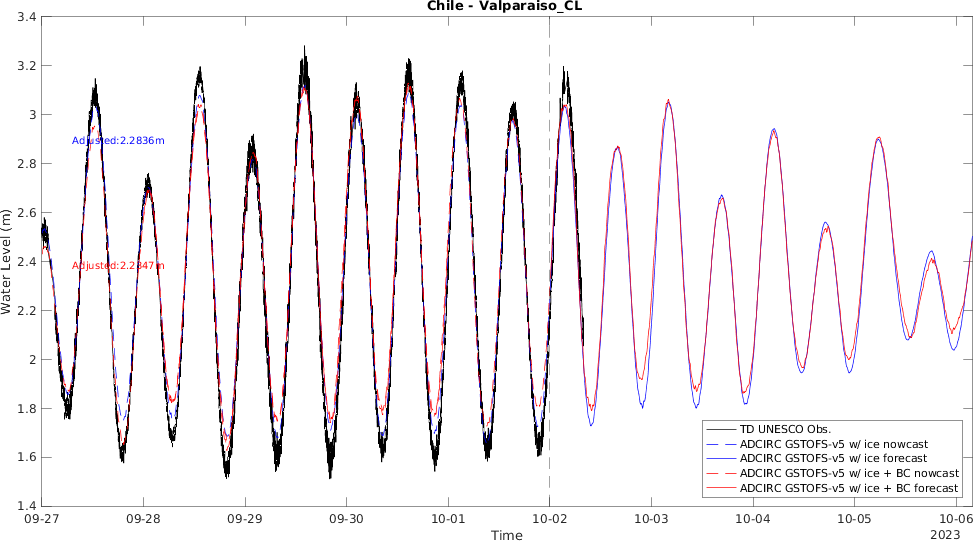 Chile - Valparaiso_CL
3.4
3.2
3
2.8
2.6
2.4
2.2
2
1.8
1.6
1.4
Water Level (m)
Adjusted:2.2836m
Adjusted:2.2347m
TD UNESCO Obs.
ADCIRC GSTOFS-v5 w/ ice nowcast
ADCIRC GSTOFS-v5 w/ ice forecast
ADCIRC GSTOFS-v5 w/ ice + BC nowcast
ADCIRC GSTOFS-v5 w/ ice + BC forecast
09-27 09-28 09-29 09-30 10-01 10-02 10-03 10-04 10-05 10-06
2023
Time